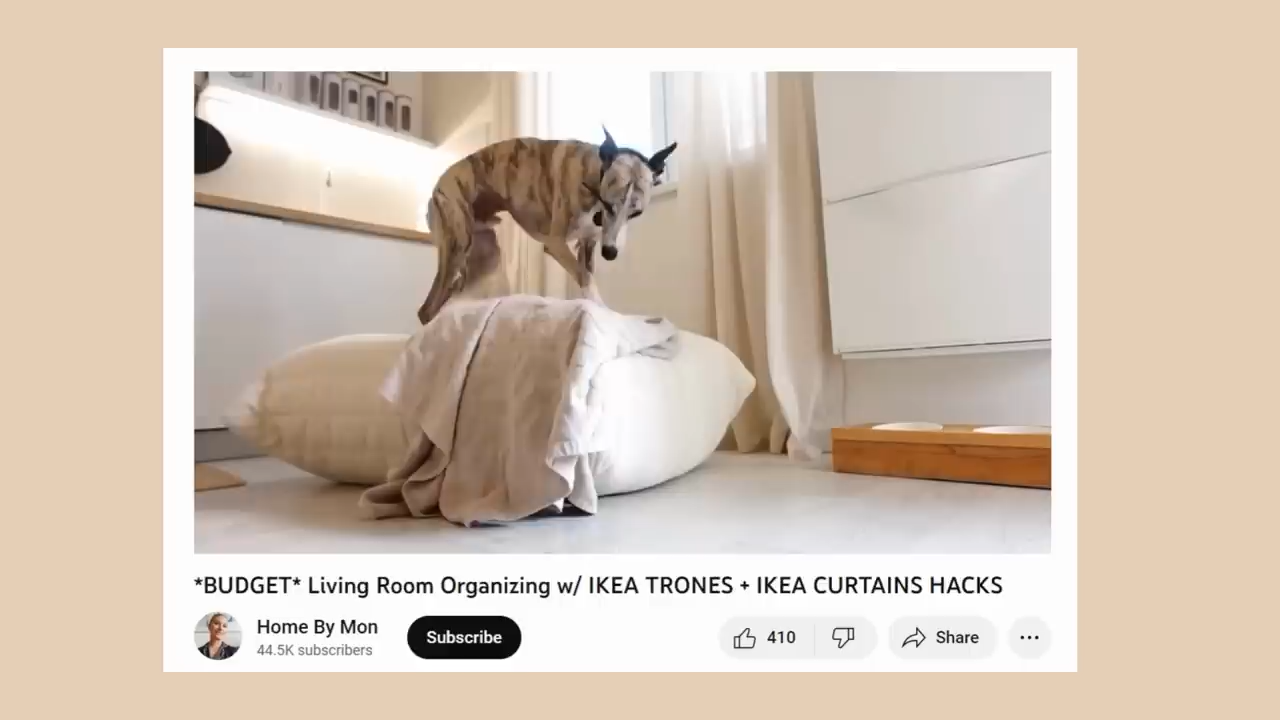 *BUDGET* Living Room Organizing w/ IKEA TRONES + IKEA CURTAINS HACKS
Home By Mon
44.5K subscribers
Subscribe
410
Share